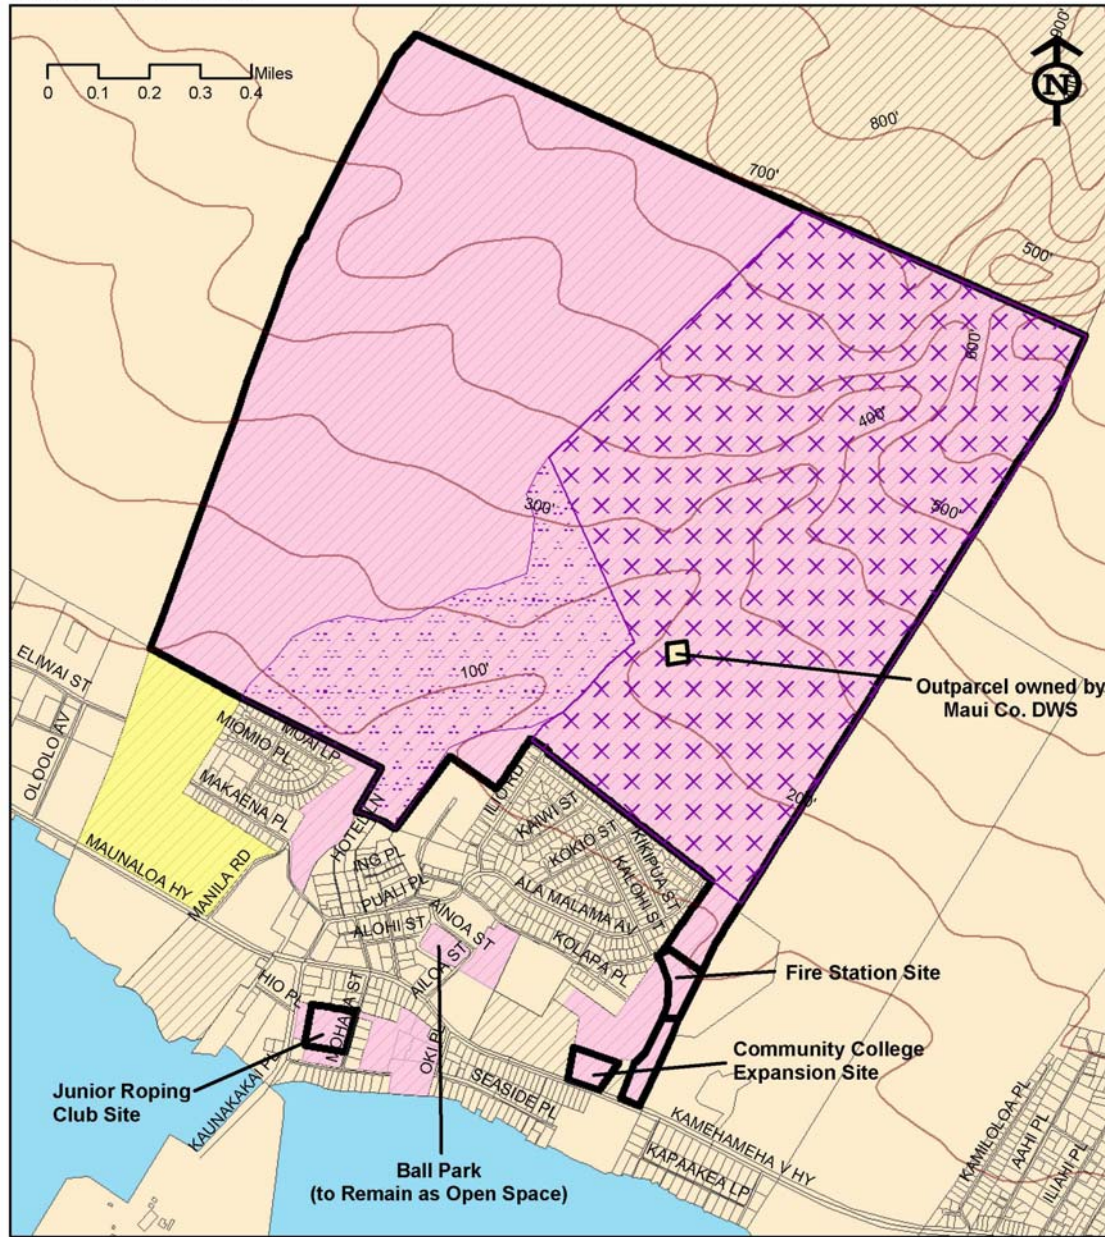 900'
N
Miles
0 0.1 0.2 0.3 0.4
800'
700'
500'
600'
400'
300'
500'
100'
200'
Outparcel owned by
Maui Co. DWS
ELIWAI ST
OLOOLO AV
MOAI LP
MIOMIO PL
MAKAENA PL
MAUNALOA HY
MANILA RD
HOTEL LN
ING PL
PUALI PL
ALOHI ST
AINOA ST
AILOA ST
ILIO RD
KAIWI ST
KOKIO ST
KIKIPUA ST
KALOHI ST
ALA MALAMA AV
KOLAPA PL
HIO PL
MOHALA ST
OKI PL
SEASIDE PL
KAUNAKAKAI PL
KAMEHAMEHA V HY
KAPAAKEA LP
KAMILOLOA PL
AAHI PL
ILIAHI PL
Fire Station Site
Community College
Expansion Site
Junior Roping
Club Site
Ball Park
(to Remain as Open Space)